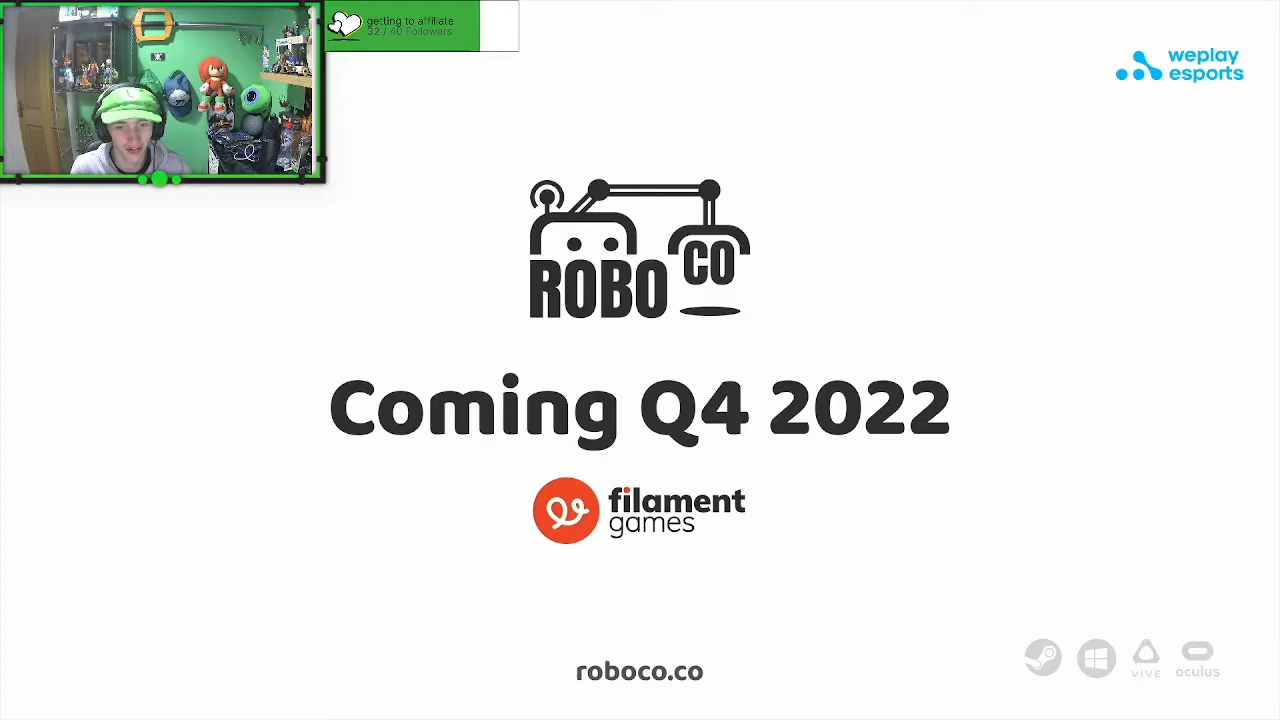 getting to affiliate
32 / 40 Followers
weplay
esports
ROBO CO
Coming Q4 2022
filament
games
roboco.co
VIVE
oculus